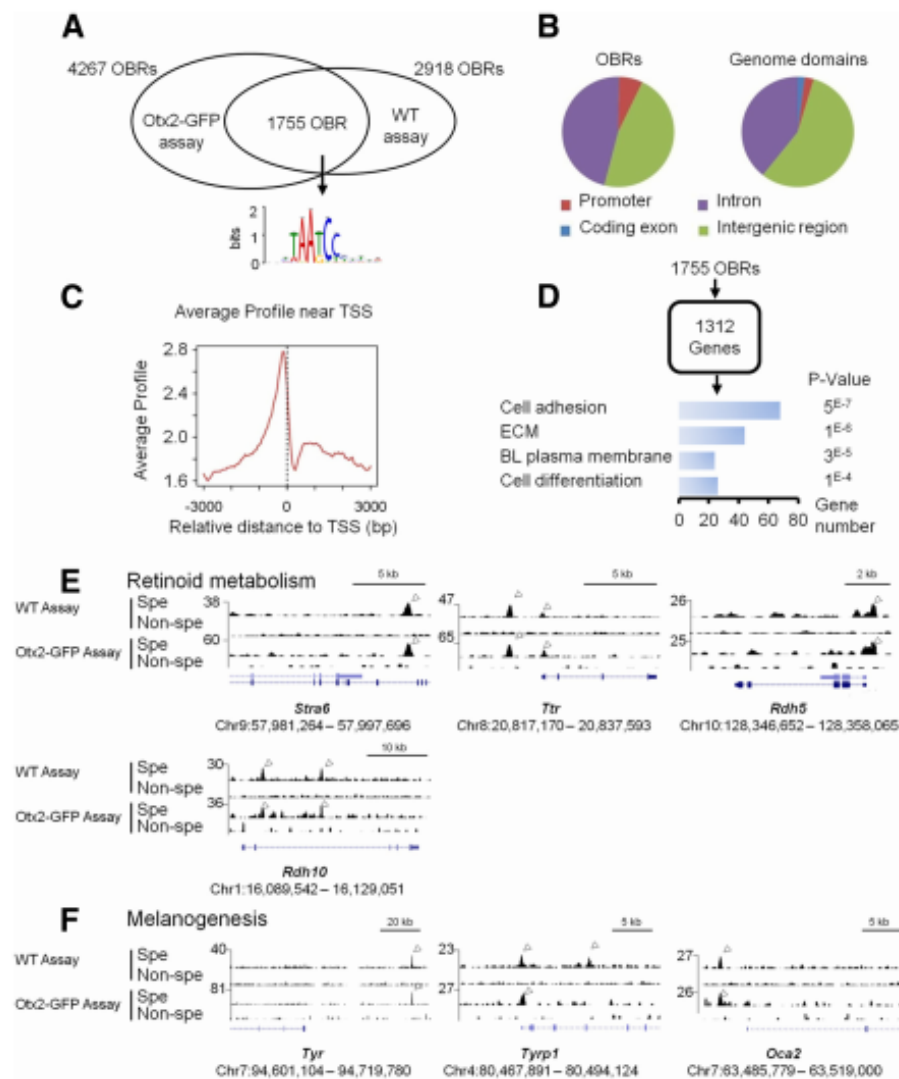 A
4267 OBRs
2918 OBRs
Otx2-GFP
assay
1755 OBR
WT
assay
bits
2
1
0
TAATCC
B
OBRs
Genome domains
Promoter
Intron
Coding exon
Intergenic region
C
Average Profile near TSS
Average Profile
2.8
2.4
2.0
1.6
-3000
0
3000
Relative distance to TSS (bp)
1755 OBRs
D
1312
Genes
P-Value
Cell adhesion
5E-7
ECM
1E-6
BL plasma membrane
3E-5
Cell differentiation
1E-4
0 20 40 60 80
Gene
number
E
Retinoid metabolism
5 kb
5 kb
2 kb
WT Assay
Spe
Non-spe
Otx2-GFP Assay
Spe
Non-spe
38
60
47
65
26
25
Stra6
Ttr
Rdh5
Chr9:57,981,264 – 57,997,696
Chr8:20,817,170 – 20,837,593
Chr10:128,346,652 – 128,358,065
10 kb
WT Assay
Spe
Non-spe
Otx2-GFP Assay
Spe
Non-spe
30
36
Rdh10
Chr1:16,089,542 – 16,129,051
F
Melanogenesis
20 kb
5 kb
5 kb
WT Assay
Spe
Non-spe
Otx2-GFP Assay
Spe
Non-spe
40
81
23
27
27
26
Tyr
Tyrp1
Oca2
Chr7:94,601,104 – 94,719,780
Chr4:80,467,891 – 80,494,124
Chr7:63,485,779 – 63,519,000